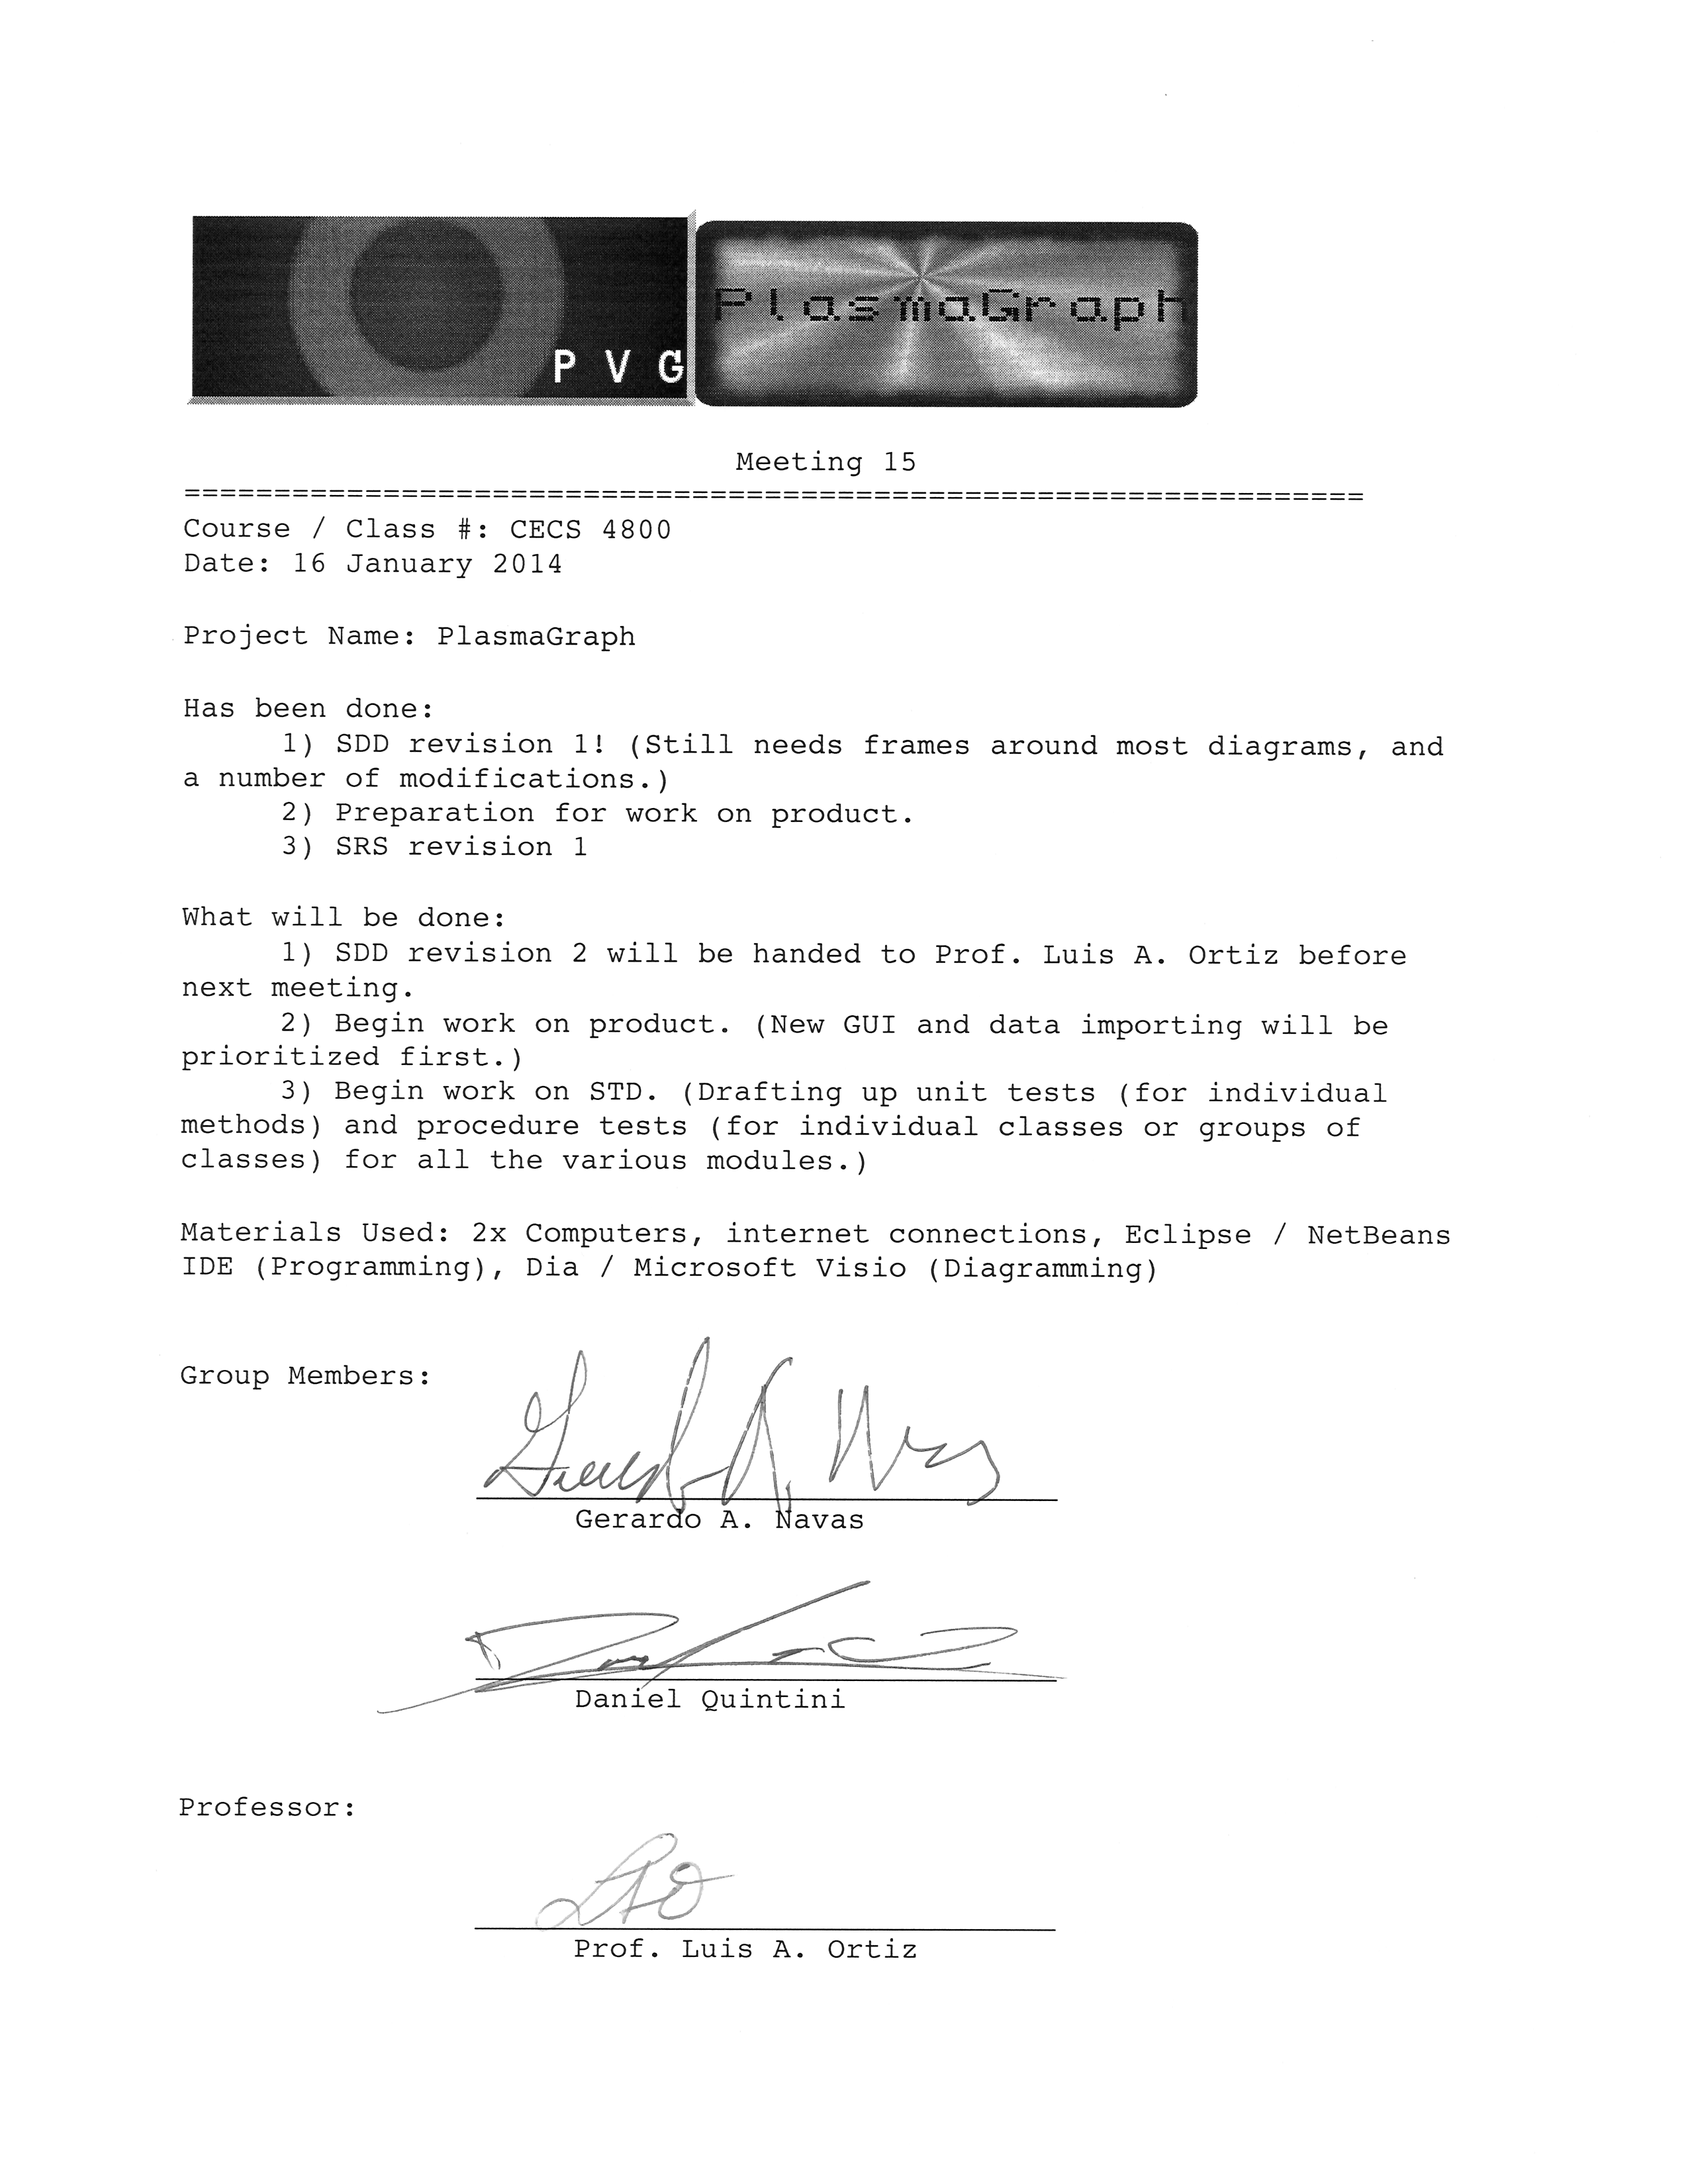 P V G
PlasmaGraph
Meeting 15
=================================================================
Course / Class #: CECS 4800
Date: 16 January 2014
Project Name: PlasmaGraph
Has been done:
1) SDD revision 1! (Still needs frames around most diagrams, and
a number of modifications.)
2) Preparation for work on product.
3) SRS revision 1
What will be done:
1) SDD revision 2 will be handed to Prof. Luis A. Ortiz before
next meeting.
2) Begin work on product. (New GUI and data importing will be
prioritized first.)
3) Begin work on STD. (Drafting up unit tests (for individual
methods) and procedure tests (for individual classes or groups of
classes) for all the various modules.)
Materials Used: 2x Computers, internet connections, Eclipse / NetBeans
IDE (Programming), Dia / Microsoft Visio (Diagramming)
Group Members:
Gerardo A. Navas
Daniel Quintini
Professor:
Prof. Luis A. Ortiz